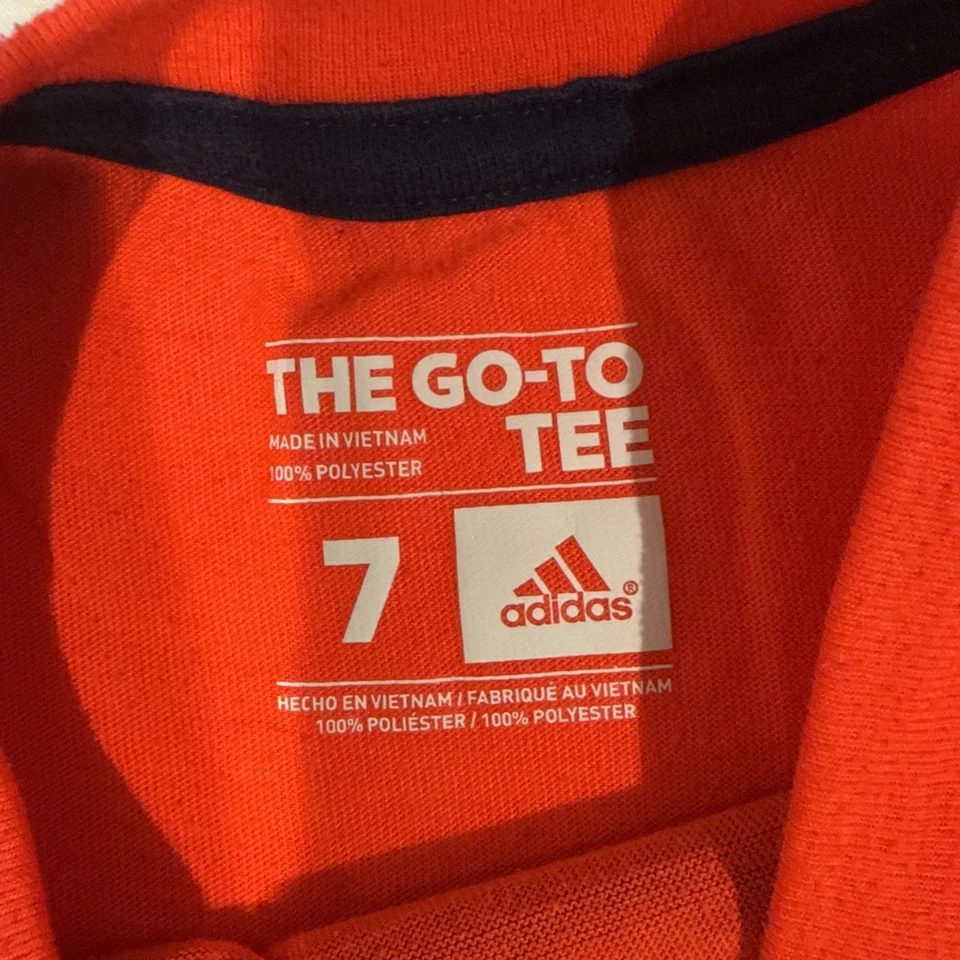 THE GO-TO
TEE
MADE IN VIETNAM
100% POLYESTER
7
adidas®
HECHO EN VIETNAM / FABRIQUÉ AU VIETNAM
100% POLIÉSTER / 100% POLYESTER